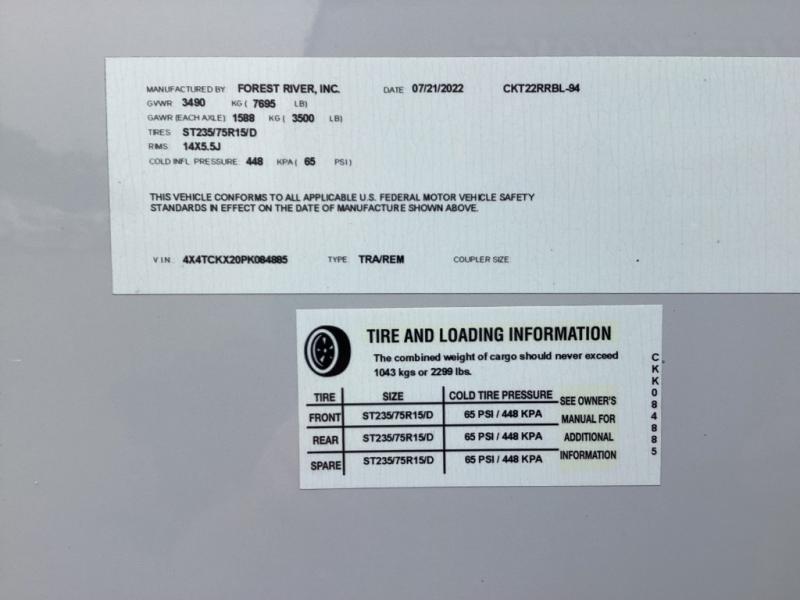 MANUFACTURED BY FOREST RIVER, INC. DATE 07/21/2022 CKT22RRBL-94
GVWR 3490 KG ( 7695 LB)
GAWR (EACH AXLE) 1588 KG ( 3500 LB)
TIRES ST235/75R15/D
RIMS 14X5.5J
COLD INFL PRESSURE: 448 KPA ( 65 PSI )
THIS VEHICLE CONFORMS TO ALL APPLICABLE U.S. FEDERAL MOTOR VEHICLE SAFETY
STANDARDS IN EFFECT ON THE DATE OF MANUFACTURE SHOWN ABOVE.
V I N: 4X4TCKX20PK084885 TYPE TRA/REM COUPLER SIZE
TIRE AND LOADING INFORMATION
The combined weight of cargo should never exceed
1043 kgs or 2299 lbs.
TIRE SIZE COLD TIRE PRESSURE SEE OWNER'S
FRONT ST235/75R15/D 65 PSI / 448 KPA MANUAL FOR
REAR ST235/75R15/D 65 PSI / 448 KPA ADDITIONAL
SPARE ST235/75R15/D 65 PSI / 448 KPA INFORMATION
CKK084885